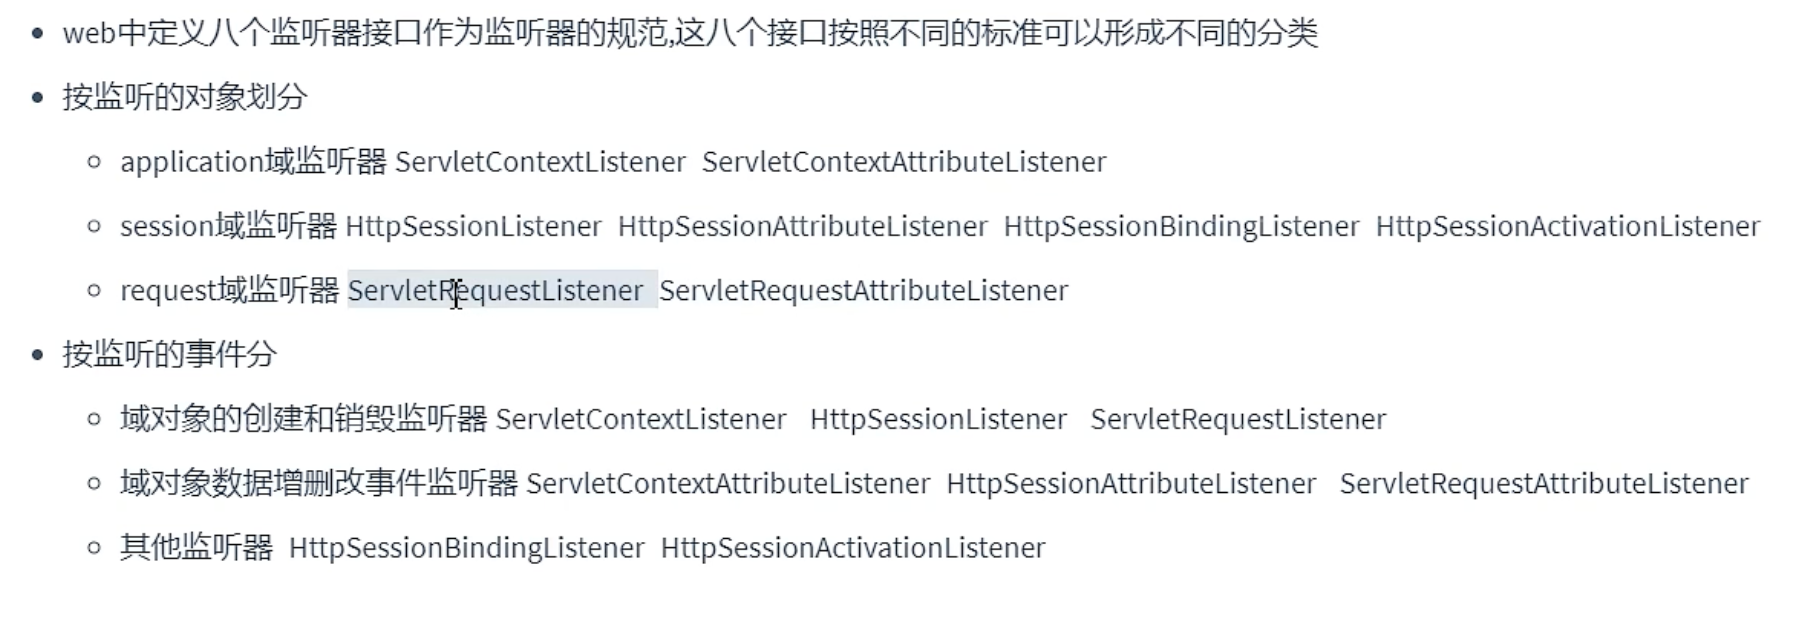 web中定义八个监听器接口作为监听器的规范,这八个接口按照不同的标准可以形成不同的分类
按监听的对象划分
application域监听器 ServletContextListener ServletContextAttributeListener
session域监听器 HttpSessionListener HttpSessionAttributeListener HttpSessionBindingListener HttpSessionActivationListener
request域监听器 ServletRequestListener ServletRequestAttributeListener
按监听的事件分
域对象的创建和销毁监听器 ServletContextListener HttpSessionListener ServletRequestListener
域对象数据增删改事件监听器 ServletContextAttributeListener HttpSessionAttributeListener ServletRequestAttributeListener
其他监听器 HttpSessionBindingListener HttpSessionActivationListener